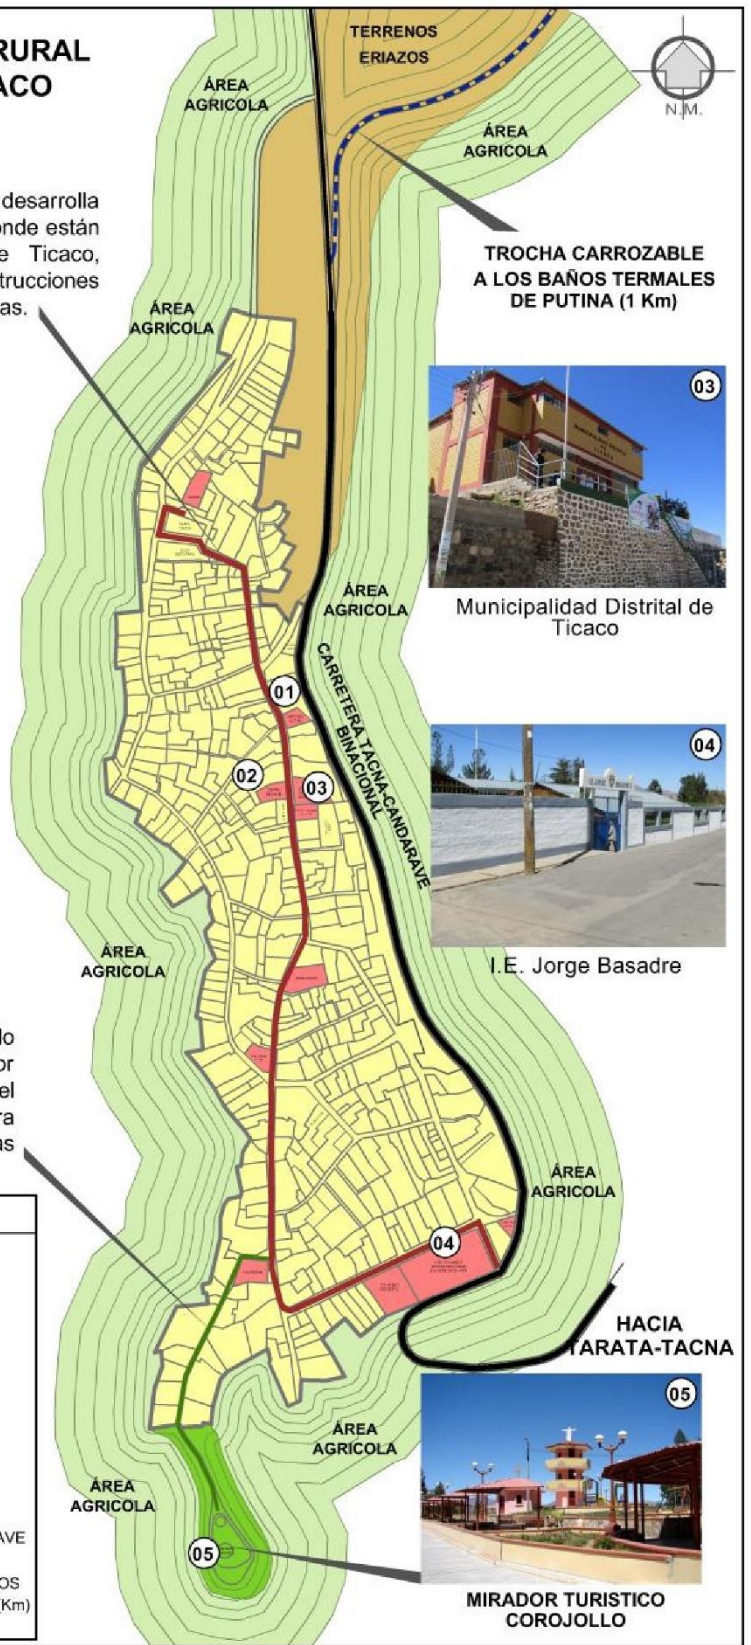 RURAL
ACO
TERRENOS
ERIAZOS
N.M.
ÁREA
AGRICOLA
ÁREA
AGRICOLA
desarrolla
onde están
e Ticaco,
trucciones
as.
TROCHA CARROZABLE
A LOS BAÑOS TERMALES
DE PUTINA (1 Km)
ÁREA
AGRICOLA
03
Municipalidad Distrital de
Ticaco
ÁREA
AGRICOLA
CARRETERA TACNA-CANDARAVE
BINACIONAL
01
02
03
04
I.E. Jorge Basadre
ÁREA
AGRICOLA
do
or
el
ra
as
ÁREA
AGRICOLA
04
HACIA
TARATA-TACNA
05
ÁREA
AGRICOLA
ÁREA
AGRICOLA
05
AVE
OS
(Km)
MIRADOR TURISTICO
COROJOLLO